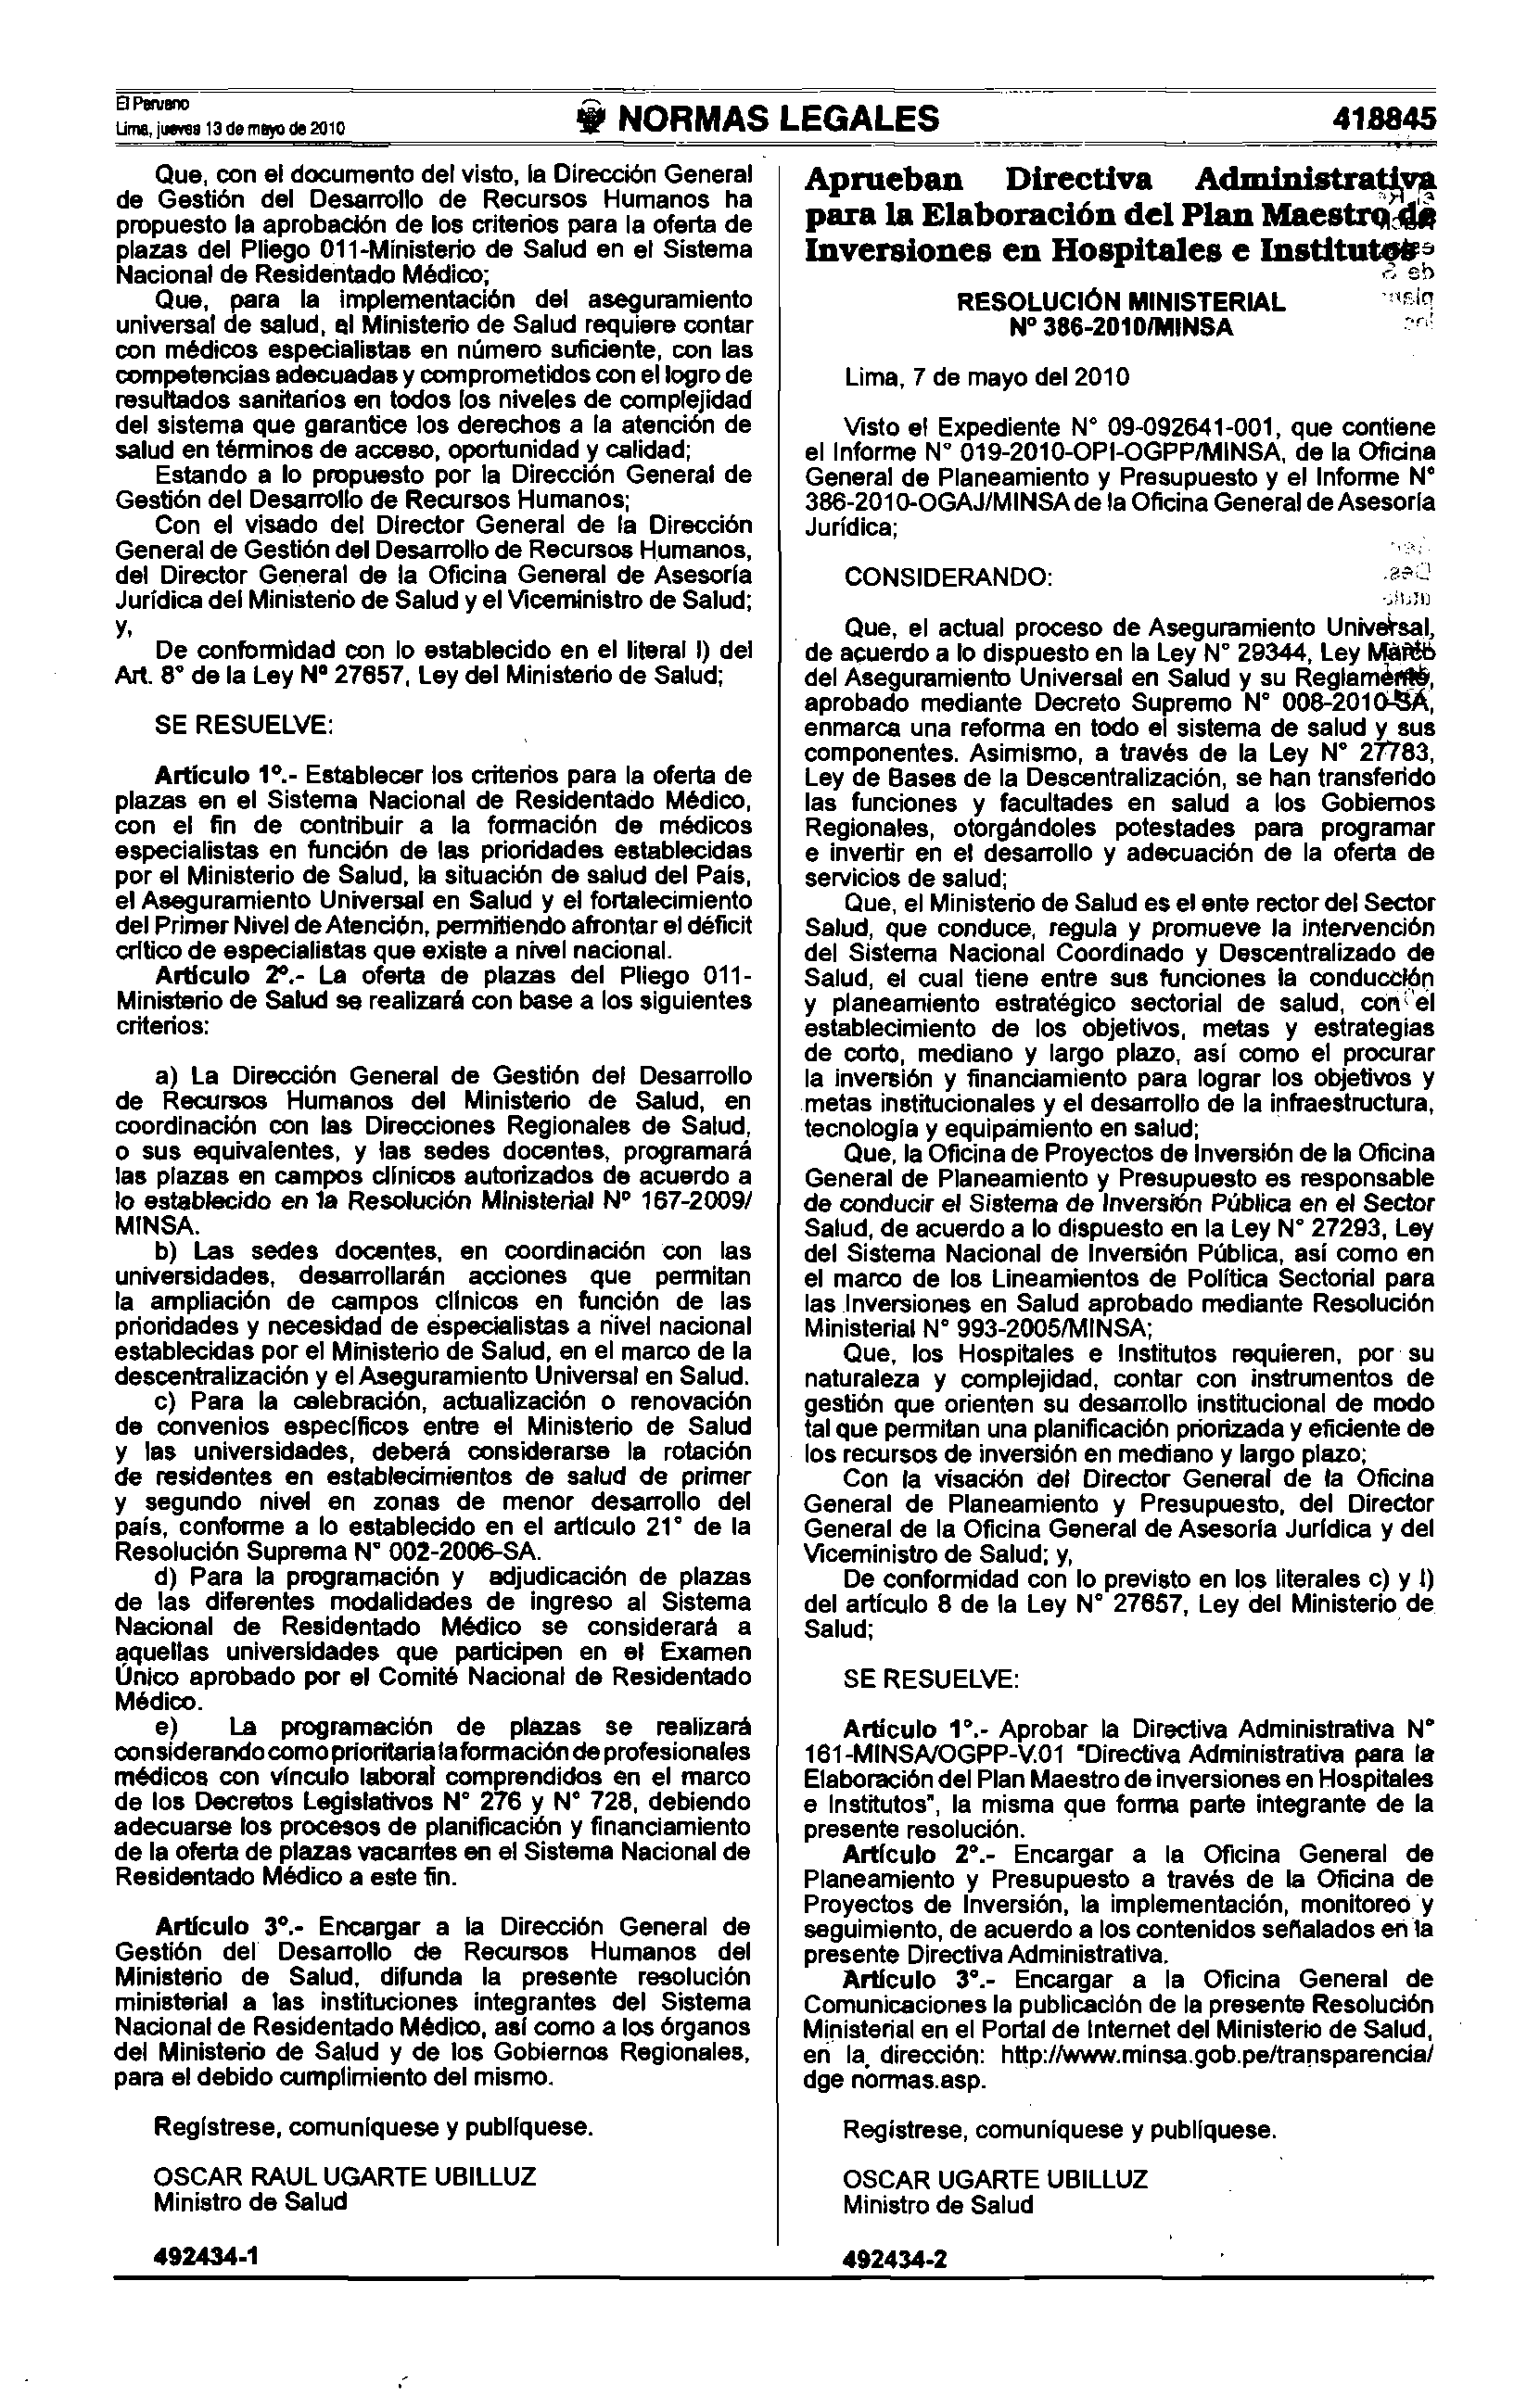 El Peruano
Lima, jueves 13 de mayo de 2010
NORMAS LEGALES
418845
Que, con el documento del visto, la Dirección General
de Gestión del Desarrollo de Recursos Humanos ha
propuesto la aprobación de los criterios para la oferta de
plazas del Pliego 011-Ministerio de Salud en el Sistema
Nacional de Residentado Médico;
Que, para la implementación del aseguramiento
universal de salud, el Ministerio de Salud requiere contar
con médicos especialistas en número suficiente, con las
competencias adecuadas y comprometidos con el logro de
resultados sanitarios en todos los niveles de complejidad
del sistema que garantice los derechos a la atención de
salud en términos de acceso, oportunidad y calidad;
Estando a lo propuesto por la Dirección General de
Gestión del Desarrollo de Recursos Humanos;
Con el visado del Director General de la Dirección
General de Gestión del Desarrollo de Recursos Humanos,
del Director General de la Oficina General de Asesoría
Jurídica del Ministerio de Salud y el Viceministro de Salud;
y,
De conformidad con lo establecido en el literal l) del
Art. 8° de la Ley Nº 27657, Ley del Ministerio de Salud;
SE RESUELVE:
Artículo 1º.- Establecer los criterios para la oferta de
plazas en el Sistema Nacional de Residentado Médico,
con el fin de contribuir a la formación de médicos
especialistas en función de las prioridades establecidas
por el Ministerio de Salud, la situación de salud del País,
el Aseguramiento Universal en Salud y el fortalecimiento
del Primer Nivel de Atención, permitiendo afrontar el déficit
crítico de especialistas que existe a nivel nacional.
Artículo 2º.- La oferta de plazas del Pliego 011-
Ministerio de Salud se realizará con base a los siguientes
criterios:
a) La Dirección General de Gestión del Desarrollo
de Recursos Humanos del Ministerio de Salud, en
coordinación con las Direcciones Regionales de Salud,
o sus equivalentes, y las sedes docentes, programará
las plazas en campos clínicos autorizados de acuerdo a
lo establecido en la Resolución Ministerial Nº 167-2009/
MINSA.
b) Las sedes docentes, en coordinación con las
universidades, desarrollarán acciones que permitan
la ampliación de campos clínicos en función de las
prioridades y necesidad de especialistas a nivel nacional
establecidas por el Ministerio de Salud, en el marco de la
descentralización y el Aseguramiento Universal en Salud.
c) Para la celebración, actualización o renovación
de convenios específicos entre el Ministerio de Salud
y las universidades, deberá considerarse la rotación
de residentes en establecimientos de salud de primer
y segundo nivel en zonas de menor desarrollo del
país, conforme a lo establecido en el artículo 21° de la
Resolución Suprema N° 002-2006-SA.
d) Para la programación y adjudicación de plazas
de las diferentes modalidades de ingreso al Sistema
Nacional de Residentado Médico se considerará a
aquellas universidades que participen en el Examen
Único aprobado por el Comité Nacional de Residentado
Médico.
e) La programación de plazas se realizará
considerando como prioritaria la formación de profesionales
médicos con vínculo laboral comprendidos en el marco
de los Decretos Legislativos N° 276 y N° 728, debiendo
adecuarse los procesos de planificación y financiamiento
de la oferta de plazas vacantes en el Sistema Nacional de
Residentado Médico a este fin.
Artículo 3º.- Encargar a la Dirección General de
Gestión del Desarrollo de Recursos Humanos del
Ministerio de Salud, difunda la presente resolución
ministerial a las instituciones integrantes del Sistema
Nacional de Residentado Médico, así como a los órganos
del Ministerio de Salud y de los Gobiernos Regionales,
para el debido cumplimiento del mismo.
Regístrese, comuníquese y publíquese.
OSCAR RAUL UGARTE UBILLUZ
Ministro de Salud
492434-1
Aprueban Directiva Administrativa
para la Elaboración del Plan Maestro de
Inversiones en Hospitales e Institutos
RESOLUCIÓN MINISTERIAL
N° 386-2010/MINSA
Lima, 7 de mayo del 2010
Visto el Expediente N° 09-092641-001, que contiene
el Informe N° 019-2010-OPI-OGPP/MINSA, de la Oficina
General de Planeamiento y Presupuesto y el Informe N°
386-2010-OGAJ/MINSA de la Oficina General de Asesoría
Jurídica;
CONSIDERANDO:
Que, el actual proceso de Aseguramiento Universal,
de acuerdo a lo dispuesto en la Ley N° 29344, Ley Marco
del Aseguramiento Universal en Salud y su Reglamento,
aprobado mediante Decreto Supremo N° 008-2010-SA,
enmarca una reforma en todo el sistema de salud y sus
componentes. Asimismo, a través de la Ley N° 27783,
Ley de Bases de la Descentralización, se han transferido
las funciones y facultades en salud a los Gobiernos
Regionales, otorgándoles potestades para programar
e invertir en el desarrollo y adecuación de la oferta de
servicios de salud;
Que, el Ministerio de Salud es el ente rector del Sector
Salud, que conduce, regula y promueve la intervención
del Sistema Nacional Coordinado y Descentralizado de
Salud, el cual tiene entre sus funciones la conducción
y planeamiento estratégico sectorial de salud, con el
establecimiento de los objetivos, metas y estrategias
de corto, mediano y largo plazo, así como el procurar
la inversión y financiamiento para lograr los objetivos y
metas institucionales y el desarrollo de la infraestructura,
tecnología y equipamiento en salud;
Que, la Oficina de Proyectos de Inversión de la Oficina
General de Planeamiento y Presupuesto es responsable
de conducir el Sistema de Inversión Pública en el Sector
Salud, de acuerdo a lo dispuesto en la Ley N° 27293, Ley
del Sistema Nacional de Inversión Pública, así como en
el marco de los Lineamientos de Política Sectorial para
las Inversiones en Salud aprobado mediante Resolución
Ministerial N° 993-2005/MINSA;
Que, los Hospitales e Institutos requieren, por su
naturaleza y complejidad, contar con instrumentos de
gestión que orienten su desarrollo institucional de modo
tal que permitan una planificación priorizada y eficiente de
los recursos de inversión en mediano y largo plazo;
Con la visación del Director General de la Oficina
General de Planeamiento y Presupuesto, del Director
General de la Oficina General de Asesoría Jurídica y del
Viceministro de Salud; y,
De conformidad con lo previsto en los literales c) y l)
del artículo 8 de la Ley N° 27657, Ley del Ministerio de
Salud;
SE RESUELVE:
Artículo 1º.- Aprobar la Directiva Administrativa N°
161-MINSA/OGPP-V.01 "Directiva Administrativa para la
Elaboración del Plan Maestro de inversiones en Hospitales
e Institutos", la misma que forma parte integrante de la
presente resolución.
Artículo 2º.- Encargar a la Oficina General de
Planeamiento y Presupuesto a través de la Oficina de
Proyectos de Inversión, la implementación, monitoreo y
seguimiento, de acuerdo a los contenidos señalados en la
presente Directiva Administrativa.
Artículo 3º.- Encargar a la Oficina General de
Comunicaciones la publicación de la presente Resolución
Ministerial en el Portal de Internet del Ministerio de Salud,
en la dirección: http://www.minsa.gob.pe/transparencia/
dge normas.asp.
Regístrese, comuníquese y publíquese.
OSCAR UGARTE UBILLUZ
Ministro de Salud
492434-2